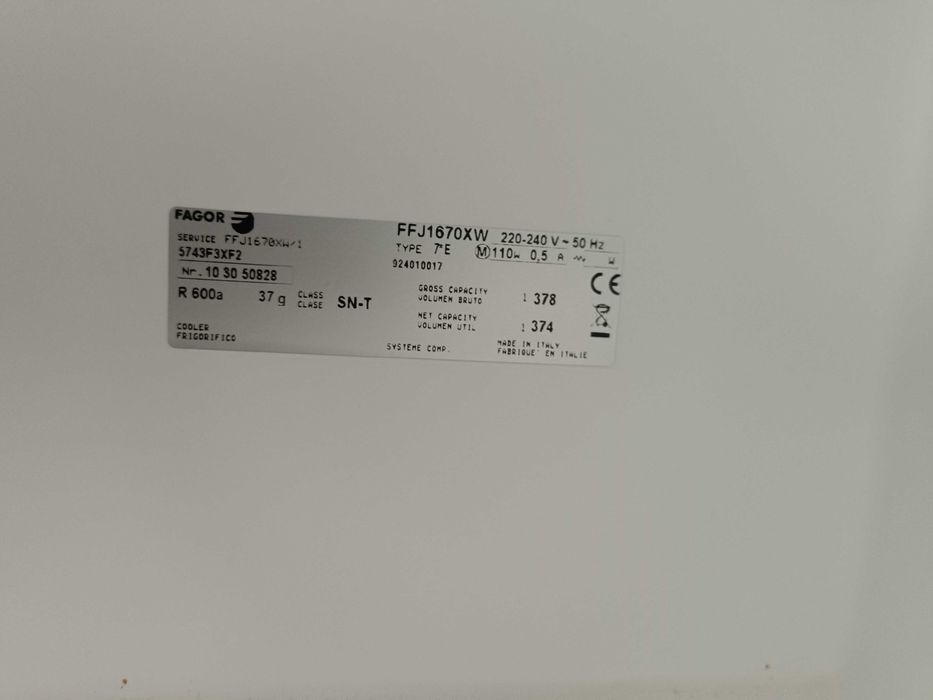 FAGOR
SERVICE FFJ1670XW/1
5743F3XF2
Nr. 10 30 50828
R 600a 37 g CLASS CLASE SN-T
COOLER
FRIGORIFICO
FFJ1670XW 220-240 V ~ 50 Hz
TYPE 7*E M 110W 0,5 A W
924010017
GROSS CAPACITY
VOLUMEN BRUTO l 378
NET CAPACITY
VOLUMEN UTIL l 374
SYSTEME COMP.
MADE IN ITALY
FABRIQUE' EN ITALIE
CE